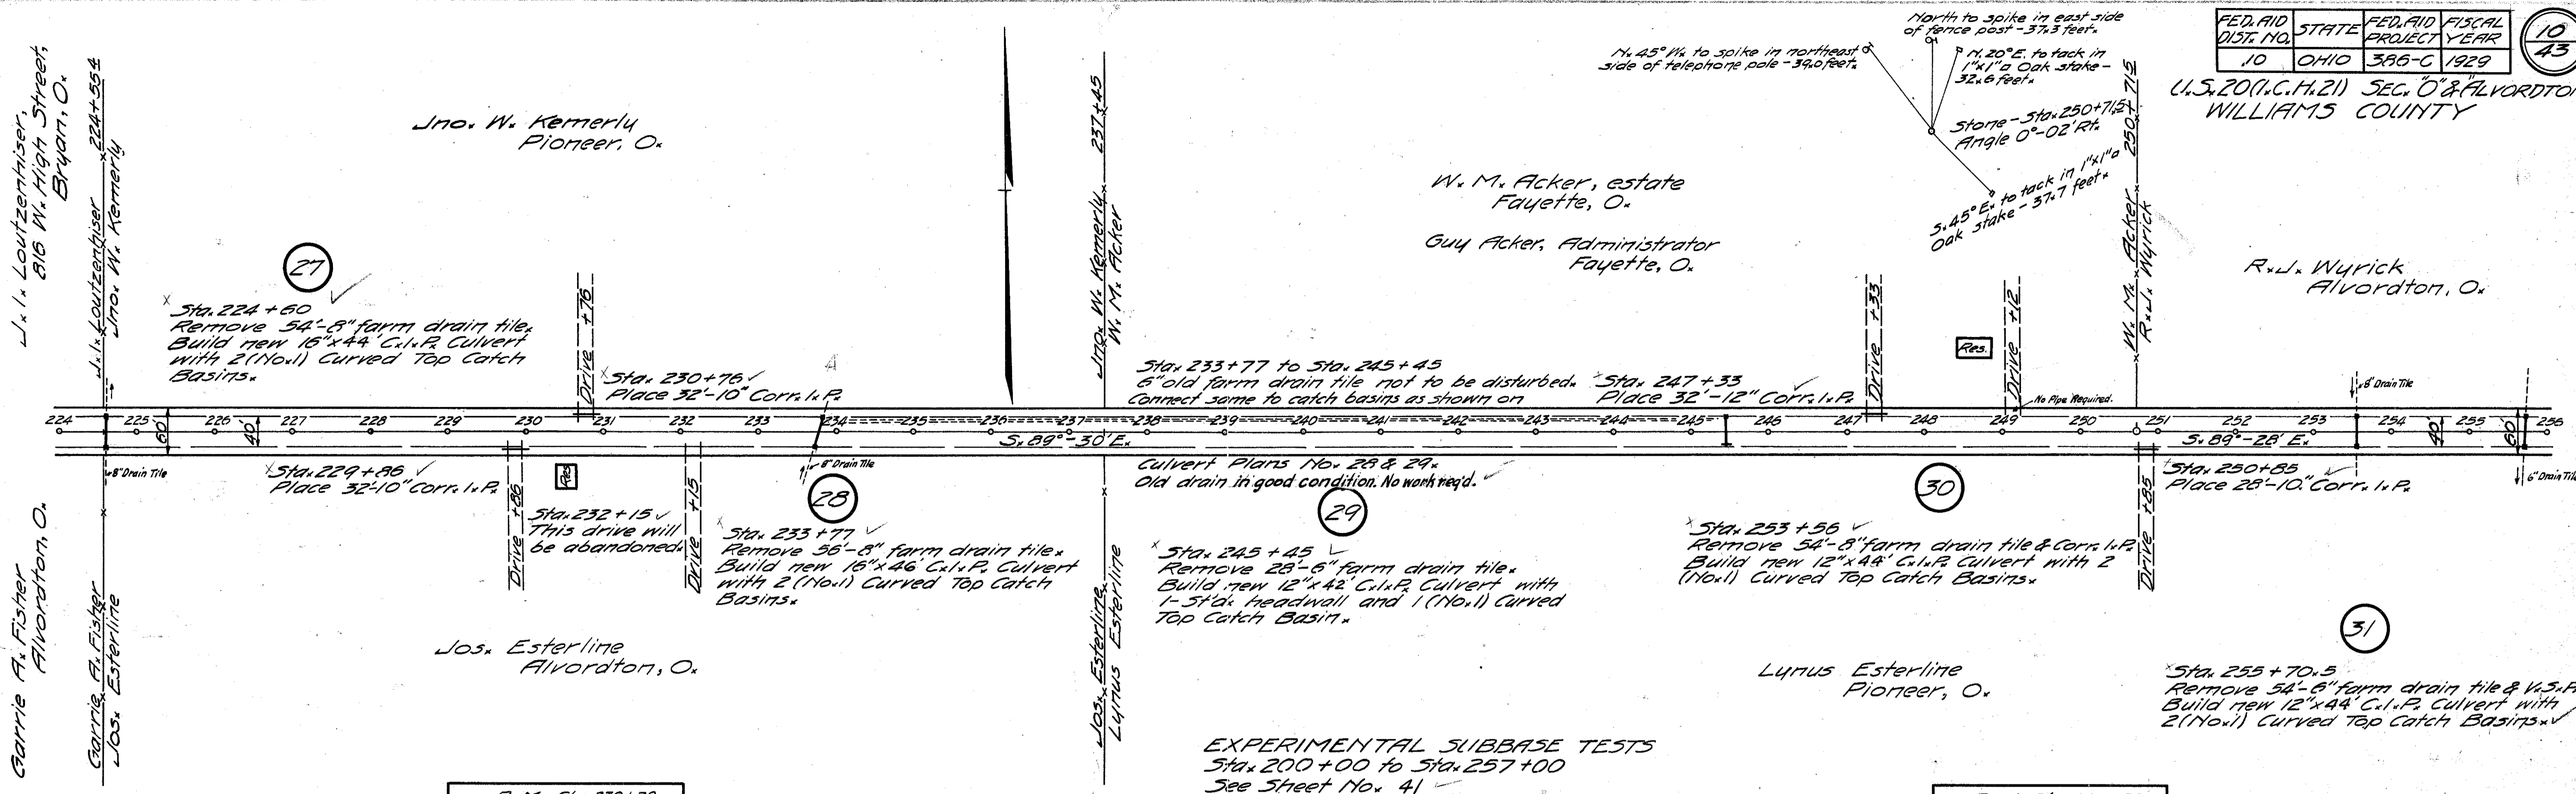 FED. AID DIST. NO. STATE FED. AID PROJECT FISCAL YEAR
10 OHIO 386-C 1929
10
43
U.S. 20 (I.C.H. 21) SEC. "O" & ALVORDTON
WILLIAMS COUNTY
North to spike in east side
of fence post - 37.3 feet.
N. 45° W. to spike in northeast
side of telephone pole - 39.0 feet.
N. 20° E. to tack in
1"x1" Oak stake -
32.6 feet.
Stone - Sta. 250+71.5
Angle 0°-02' Rt.
S. 45° E. to tack in 1"x1"
Oak stake - 37.7 feet.
J. I. Loutzenhiser,
816 W. High Street,
Bryan, O.
J. I. Loutzenhiser 224+55.4
Jno. W. Kemerly
Jno. W. Kemerly
Pioneer, O.
Jno. W. Kemerly 237+45
W. M. Acker
W. M. Acker, estate
Fayette, O.
Guy Acker, Administrator
Fayette, O.
W. M. Acker 250+71.5
R. J. Wyrick
R. J. Wyrick
Alvordton, O.
27
Sta. 224+60
Remove 54'-8" farm drain tile.
Build new 16"x44' C.I.P. Culvert
with 2 (No.1) Curved Top Catch
Basins.
Drive +76
Sta. 230+76
Place 32'-10" Corr. I.P.
Sta. 233+77 to Sta. 245+45
6" old farm drain tile not to be disturbed.
Connect same to catch basins as shown on
Sta. 247+33
Place 32'-12" Corr. I.P.
Drive +33
Res.
Drive +12
No Pipe Required.
8" Drain Tile
224 225 226 227 228 229 230 231 232 233 234 235 236 237 238 239 240 241 242 243 244 245 246 247 248 249 250 251 252 253 254 255 256
60'
40'
S. 89°-30' E.
S. 89°-28' E.
40'
60'
8" Drain Tile
Sta. 229+86
Place 32'-10" Corr. I.P.
Drive +86
Res
Sta. 232+15
This drive will
be abandoned.
Drive +15
8" Drain Tile
28
Sta. 233+77
Remove 56'-8" farm drain tile.
Build new 16"x46' C.I.P. Culvert
with 2 (No.1) Curved Top Catch
Basins.
Culvert Plans No. 28 & 29.
Old drain in good condition. No work req'd.
29
Sta. 245+45
Remove 28'-6" farm drain tile.
Build new 12"x42' C.I.P. Culvert with
1-St'd. headwall and 1 (No.1) Curved
Top Catch Basin.
30
Sta. 253+56
Remove 54'-8" farm drain tile & Corr. I.P.
Build new 12"x44' C.I.P. Culvert with 2
(No.1) Curved Top Catch Basins.
Drive +85
Sta. 250+85
Place 28'-10" Corr. I.P.
6" Drain Tile
31
Sta. 255+70.5
Remove 54'-6" farm drain tile & V.S.P.
Build new 12"x44' C.I.P. Culvert with
2 (No.1) Curved Top Catch Basins.
Garrie A. Fisher
Alvordton, O.
Garrie A. Fisher
Jos. Esterline
Jos. Esterline
Alvordton, O.
Jos. Esterline
Lynus Esterline
Lynus Esterline
Pioneer, O.
EXPERIMENTAL SUBBASE TESTS
Sta. 200+00 to Sta. 257+00
See Sheet No. 41